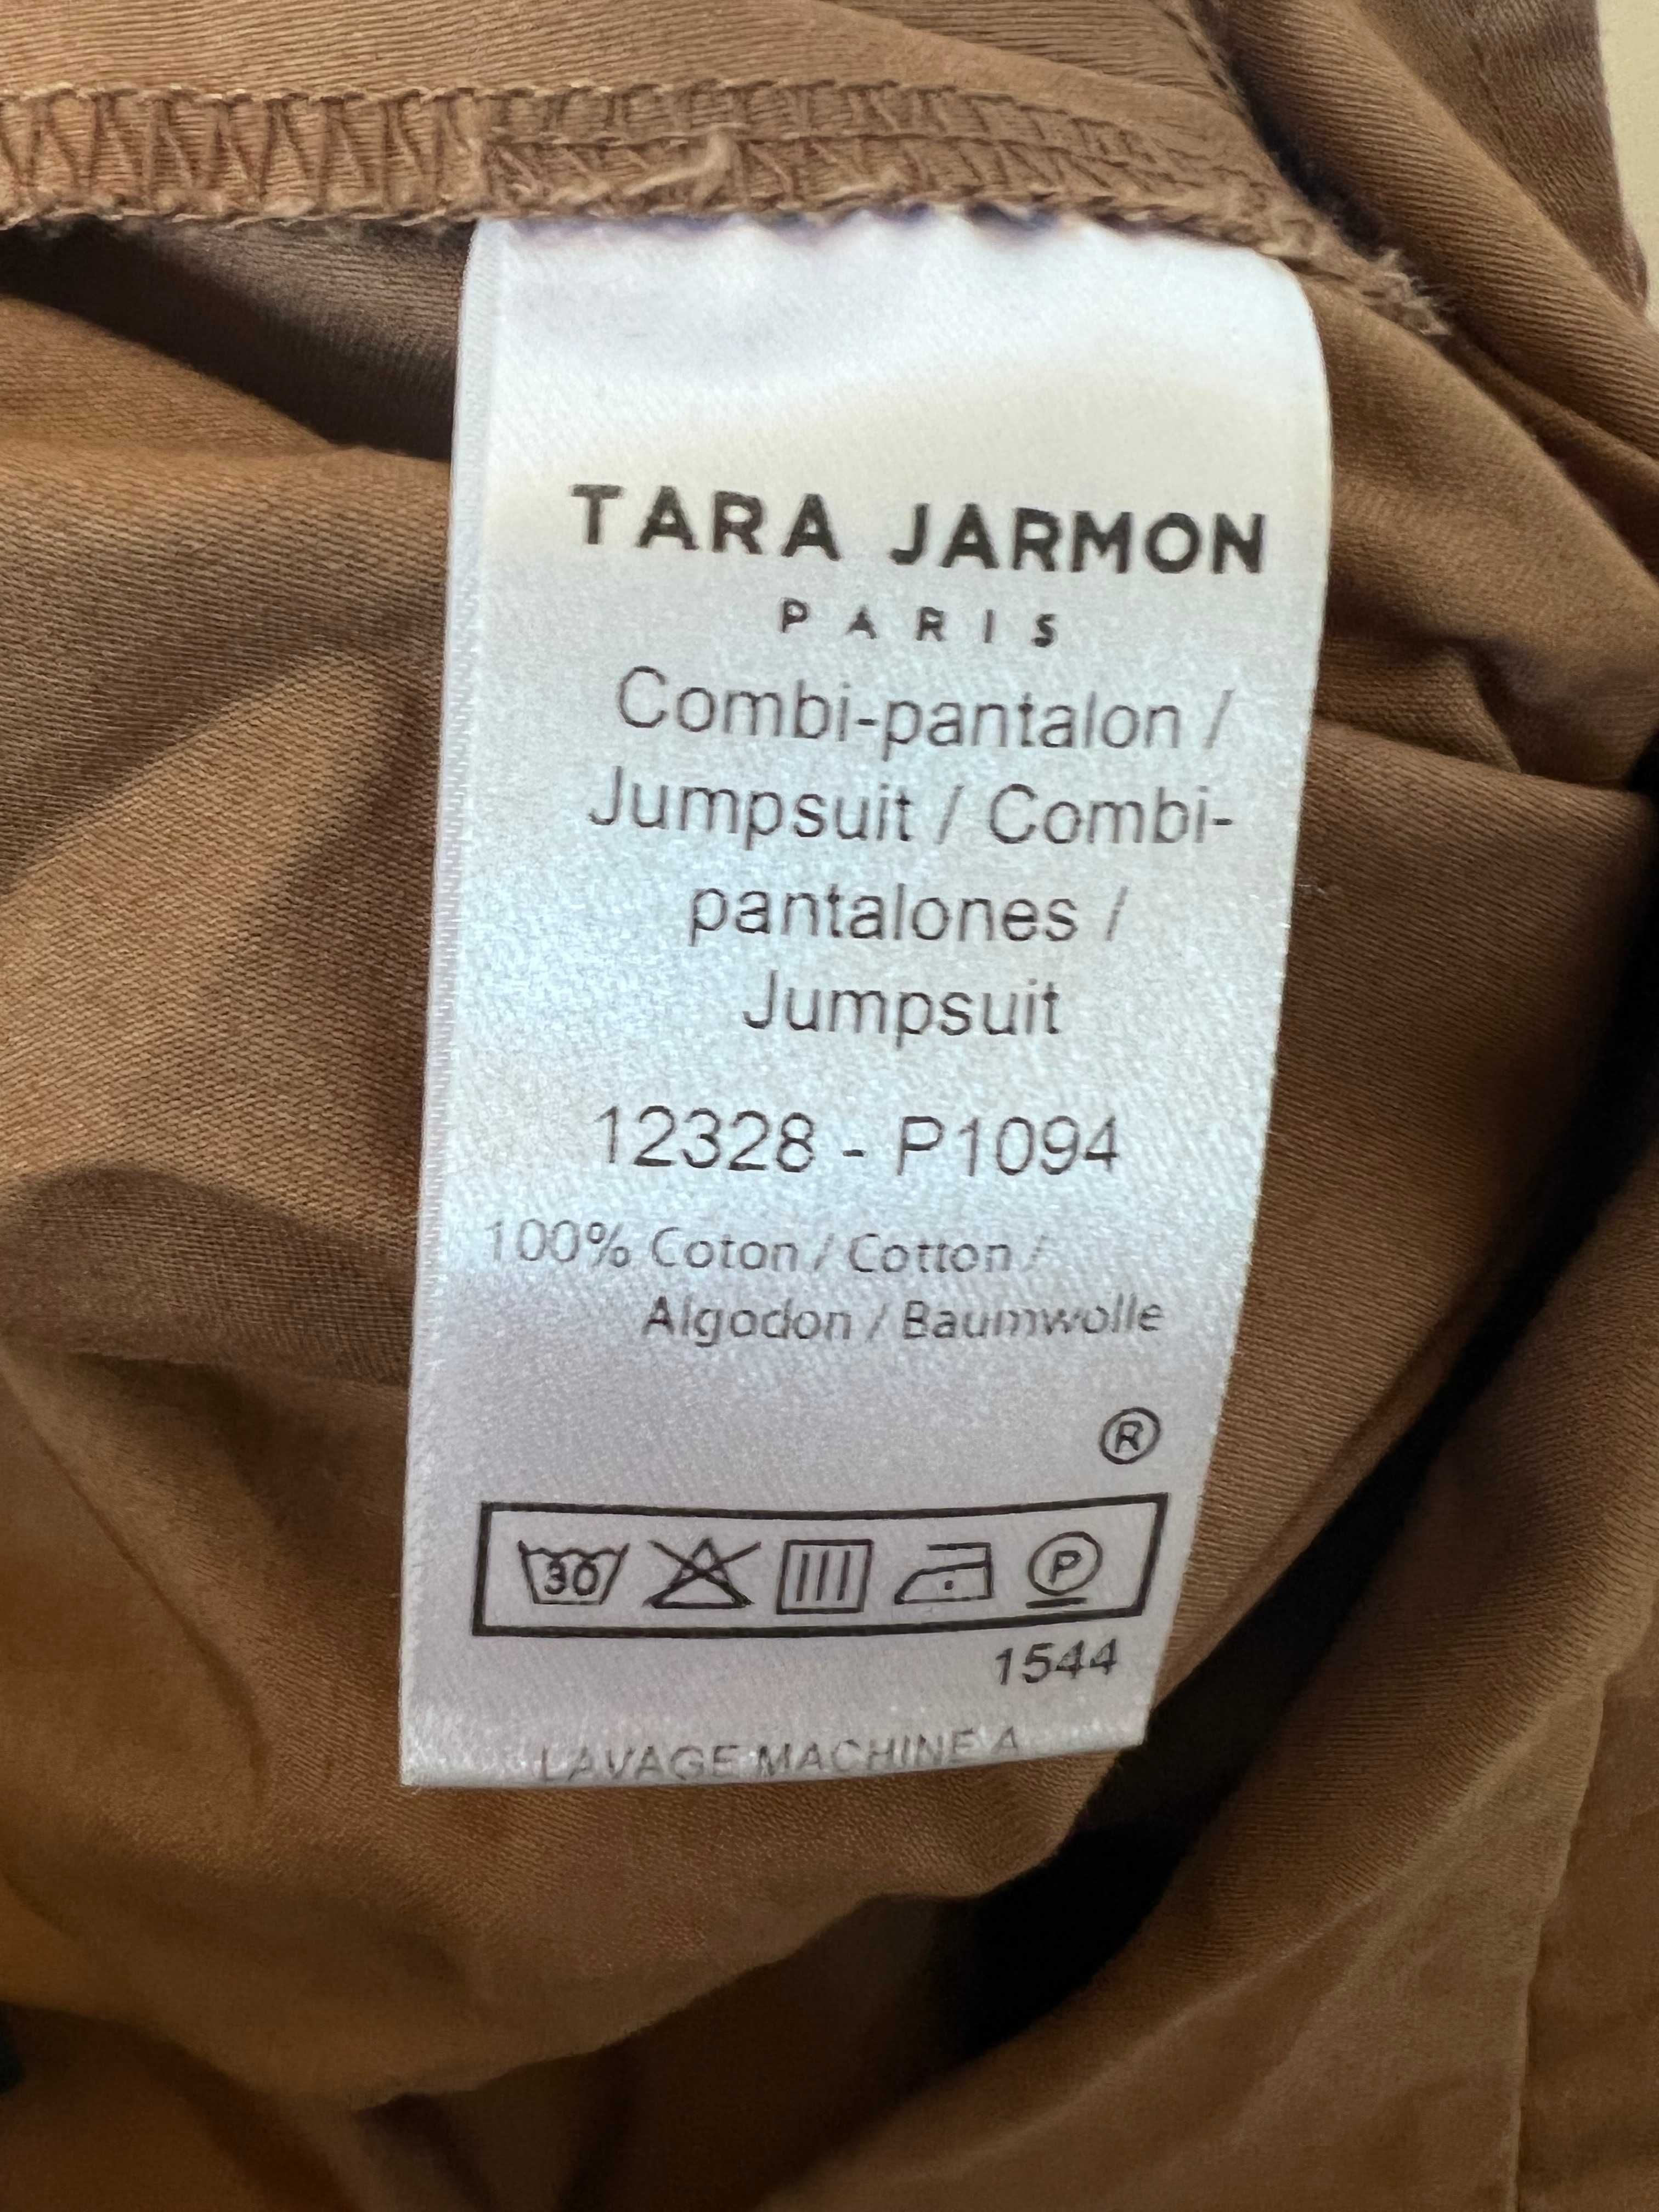 TARA JARMON
PARIS
Combi-pantalon /
Jumpsuit / Combi-
pantalones /
Jumpsuit
12328 - P1094
100% Coton / Cotton /
Algodon / Baumwolle
®
30 P
1544
LAVAGE MACHINE A